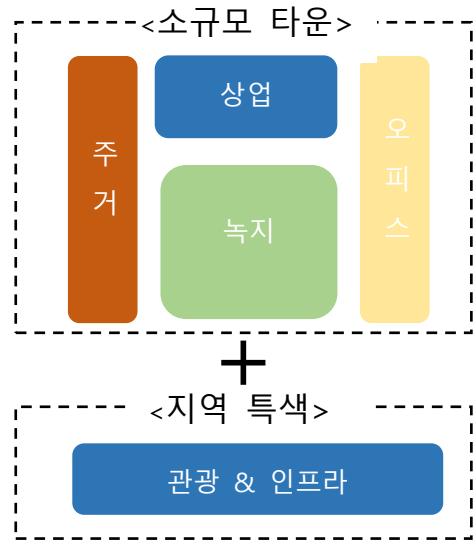 <소규모 타운>
주거
상업
녹지
오피스
+
<지역 특색>
관광 & 인프라